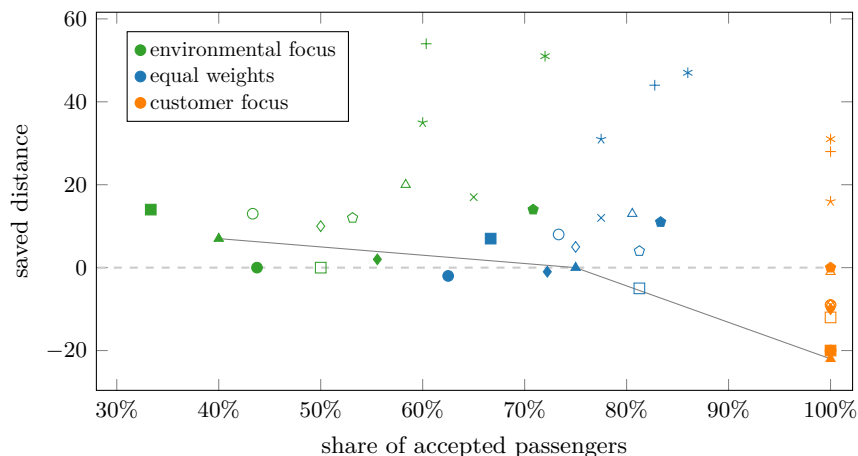 60
40
20
0
−20
saved distance
environmental focus
equal weights
customer focus
30%
40%
50%
60%
70%
80%
90%
100%
share of accepted passengers